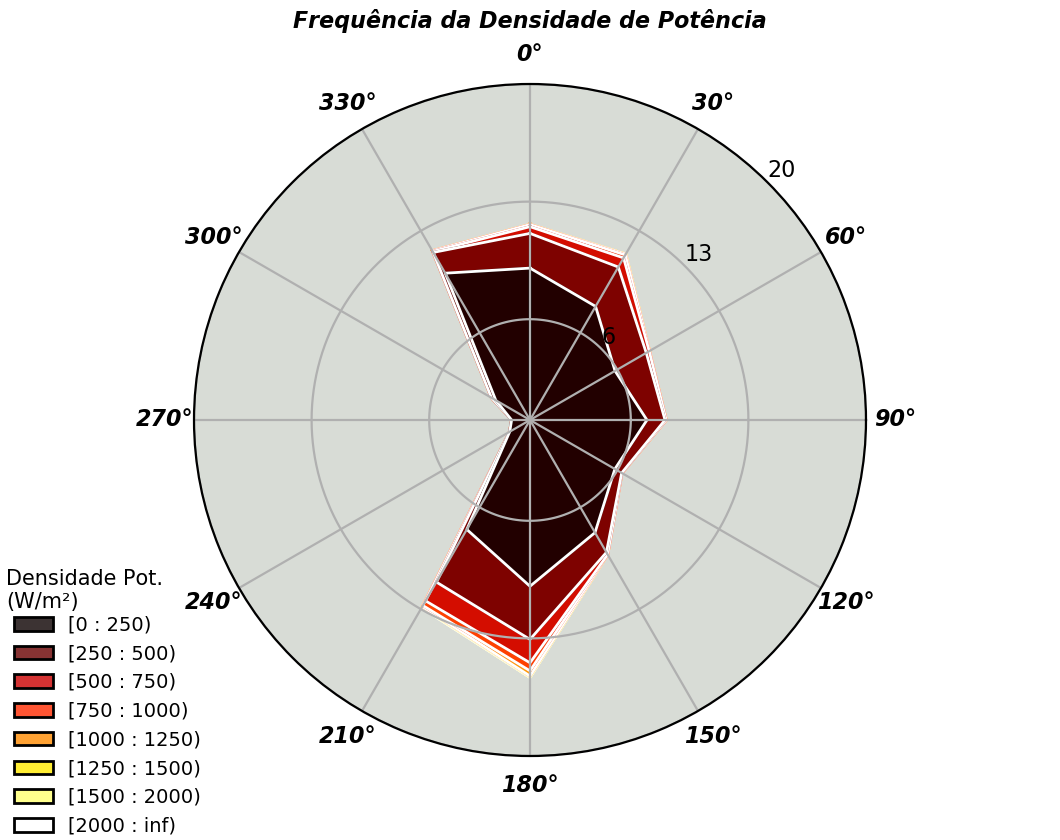 Frequência da Densidade de Potência
0°
330°
30°
20
300°
60°
13
6
270°
90°
240°
120°
210°
150°
180°
Densidade Pot.
(W/m²)
[0 : 250)
[250 : 500)
[500 : 750)
[750 : 1000)
[1000 : 1250)
[1250 : 1500)
[1500 : 2000)
[2000 : inf)